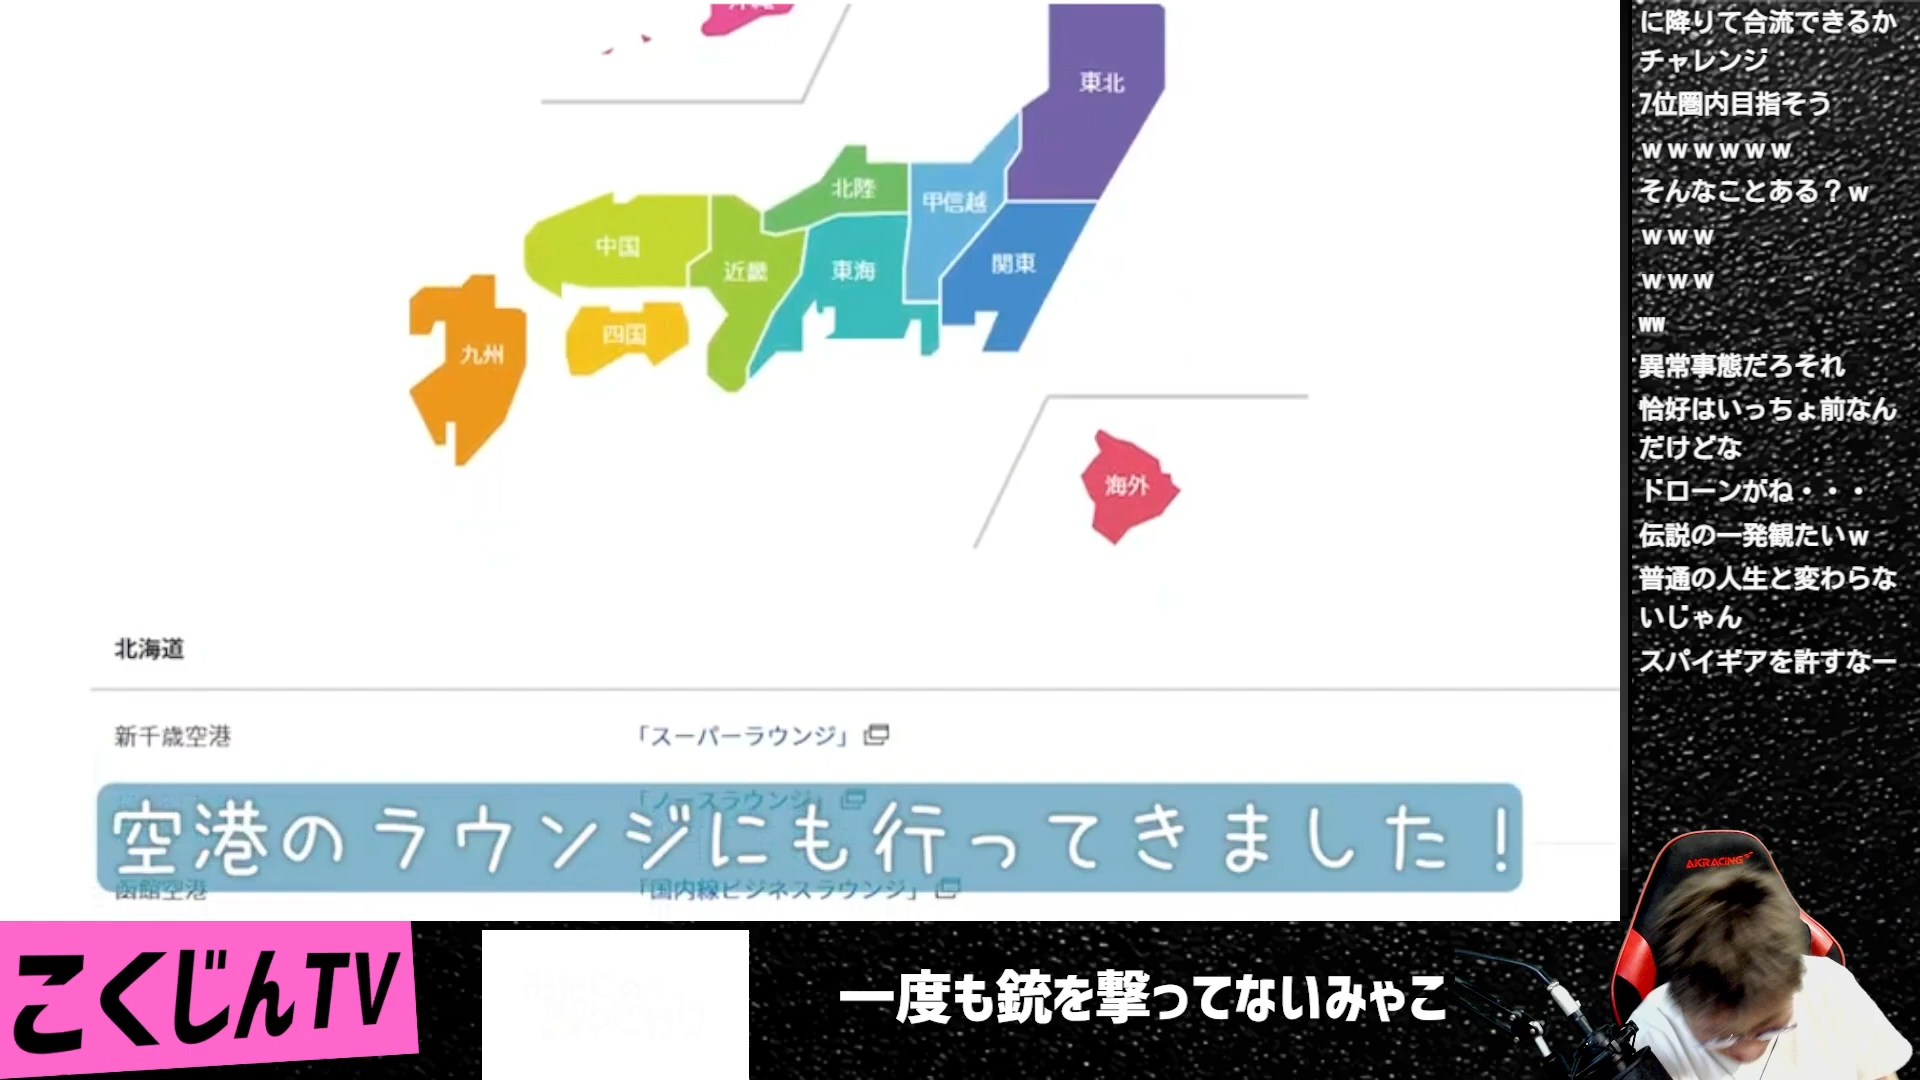 東北
北陸
甲信越
中国
近畿
東海
関東
四国
九州
海外
北海道
新千歳空港
「スーパーラウンジ」
「ノースラウンジ」
空港のラウンジにも行ってきました！
函館空港
「国内線ビジネスラウンジ」
こくじんTV
一度も銃を撃ってないみゃこ
に降りて合流できるか
チャレンジ
7位圏内目指そう
ｗｗｗｗｗｗ
そんなことある？ｗ
ｗｗｗ
ｗｗｗ
ww
異常事態だろそれ
恰好はいっちょ前なん
だけどな
ドローンがね・・・
伝説の一発観たいｗ
普通の人生と変わらな
いじゃん
スパイギアを許すなー
AKRACING